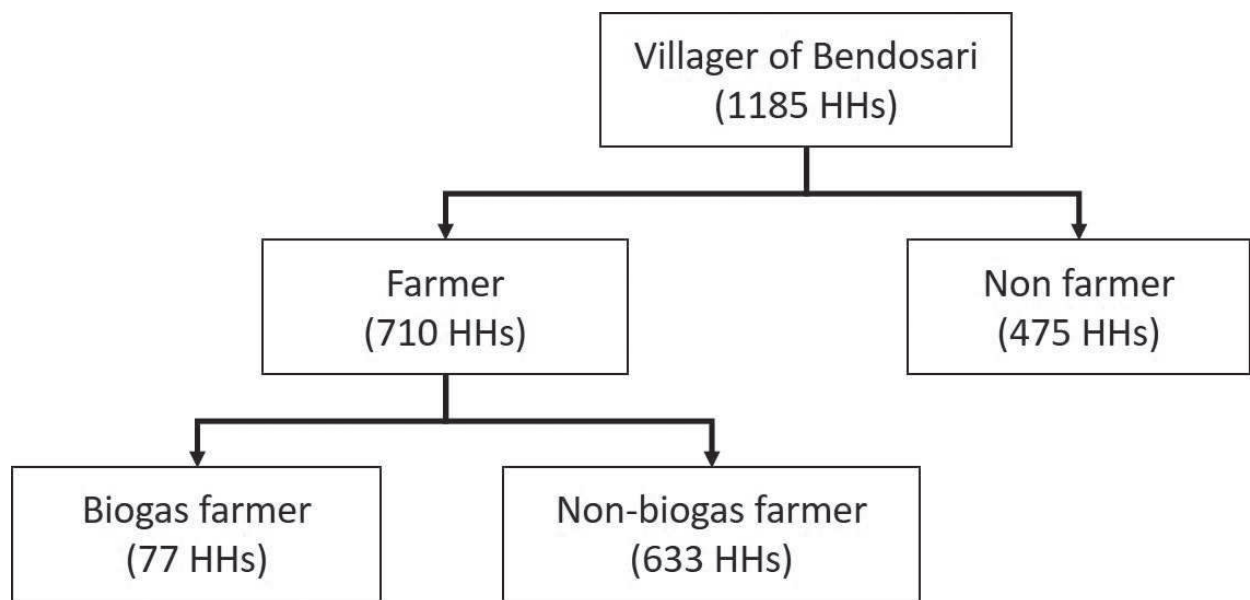 Villager of Bendosari
(1185 HHs)
Farmer
(710 HHs)
Non farmer
(475 HHs)
Biogas farmer
(77 HHs)
Non-biogas farmer
(633 HHs)